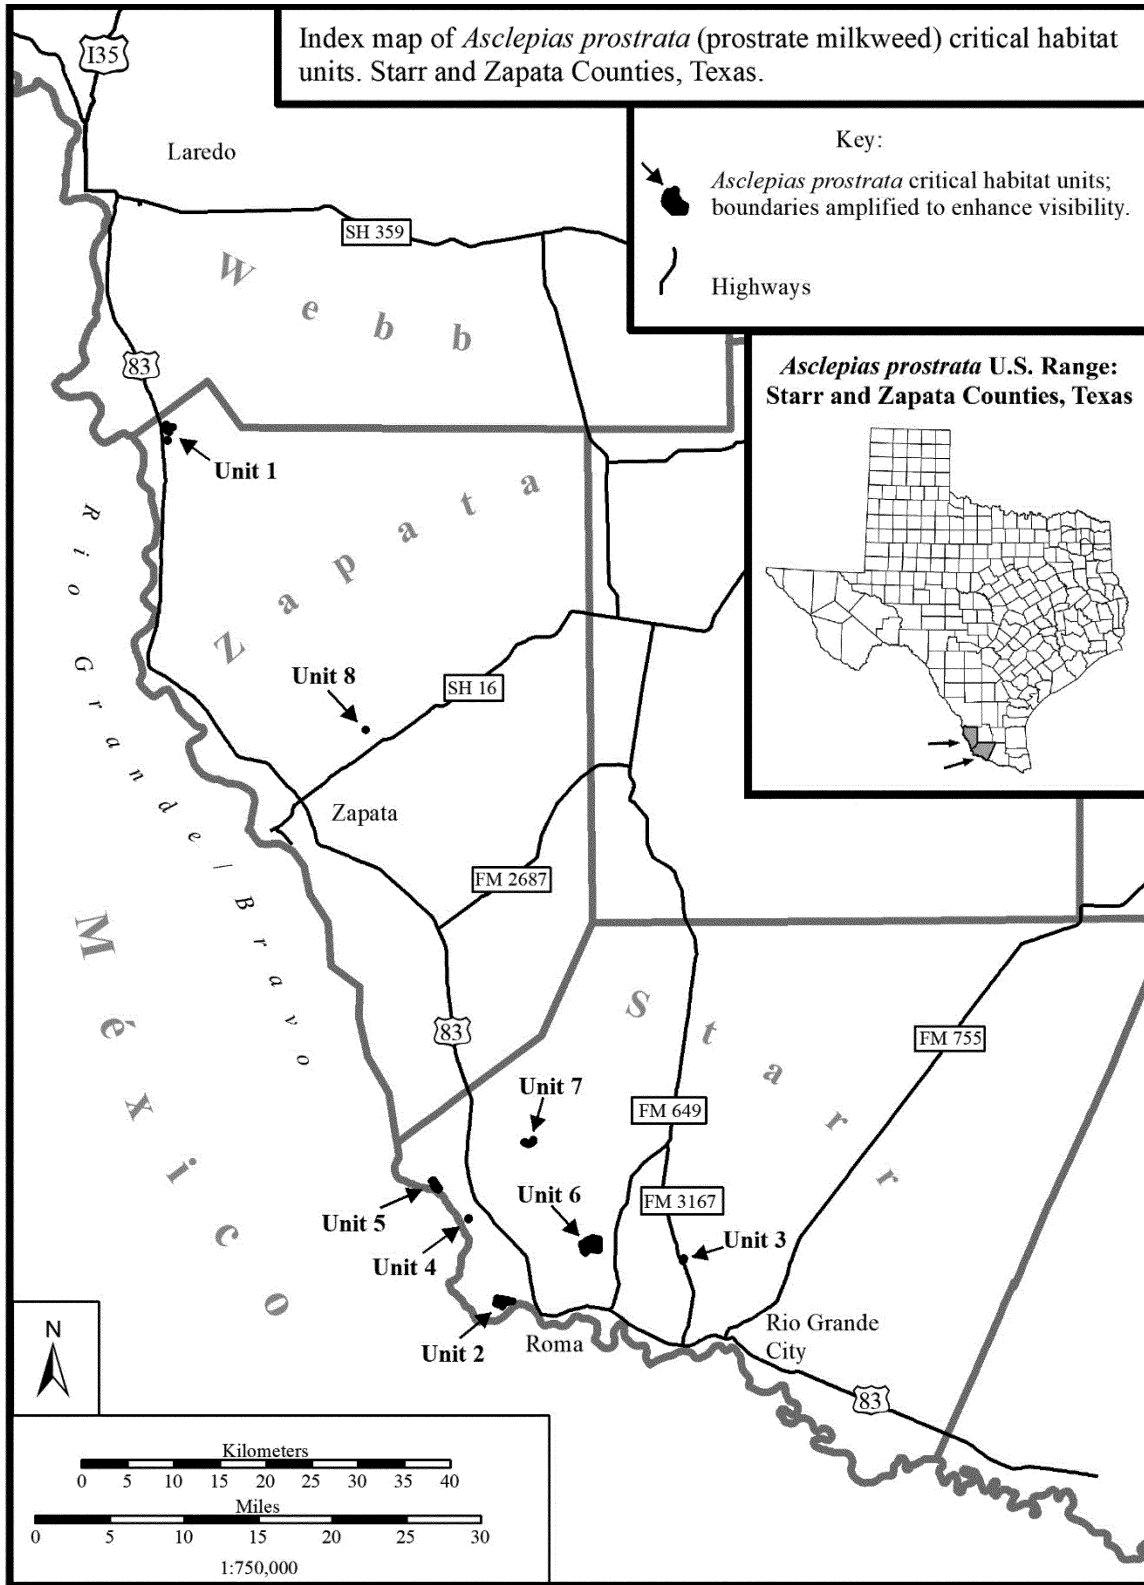 Index map of Asclepias prostrata (prostrate milkweed) critical habitat
units. Starr and Zapata Counties, Texas.
I35
Laredo
Key:
Asclepias prostrata critical habitat units;
boundaries amplified to enhance visibility.
Highways
SH 359
Webb
83
Asclepias prostrata U.S. Range:
Starr and Zapata Counties, Texas
Unit 1
Zapata
Rio Grande / Bravo
Unit 8
SH 16
Zapata
FM 2687
México
Starr
83
FM 755
Unit 7
FM 649
Unit 6
FM 3167
Unit 5
Unit 3
Unit 4
Unit 2
Roma
Rio Grande
City
83
N
Kilometers
0 5 10 15 20 25 30 35 40
Miles
0 5 10 15 20 25 30
1:750,000